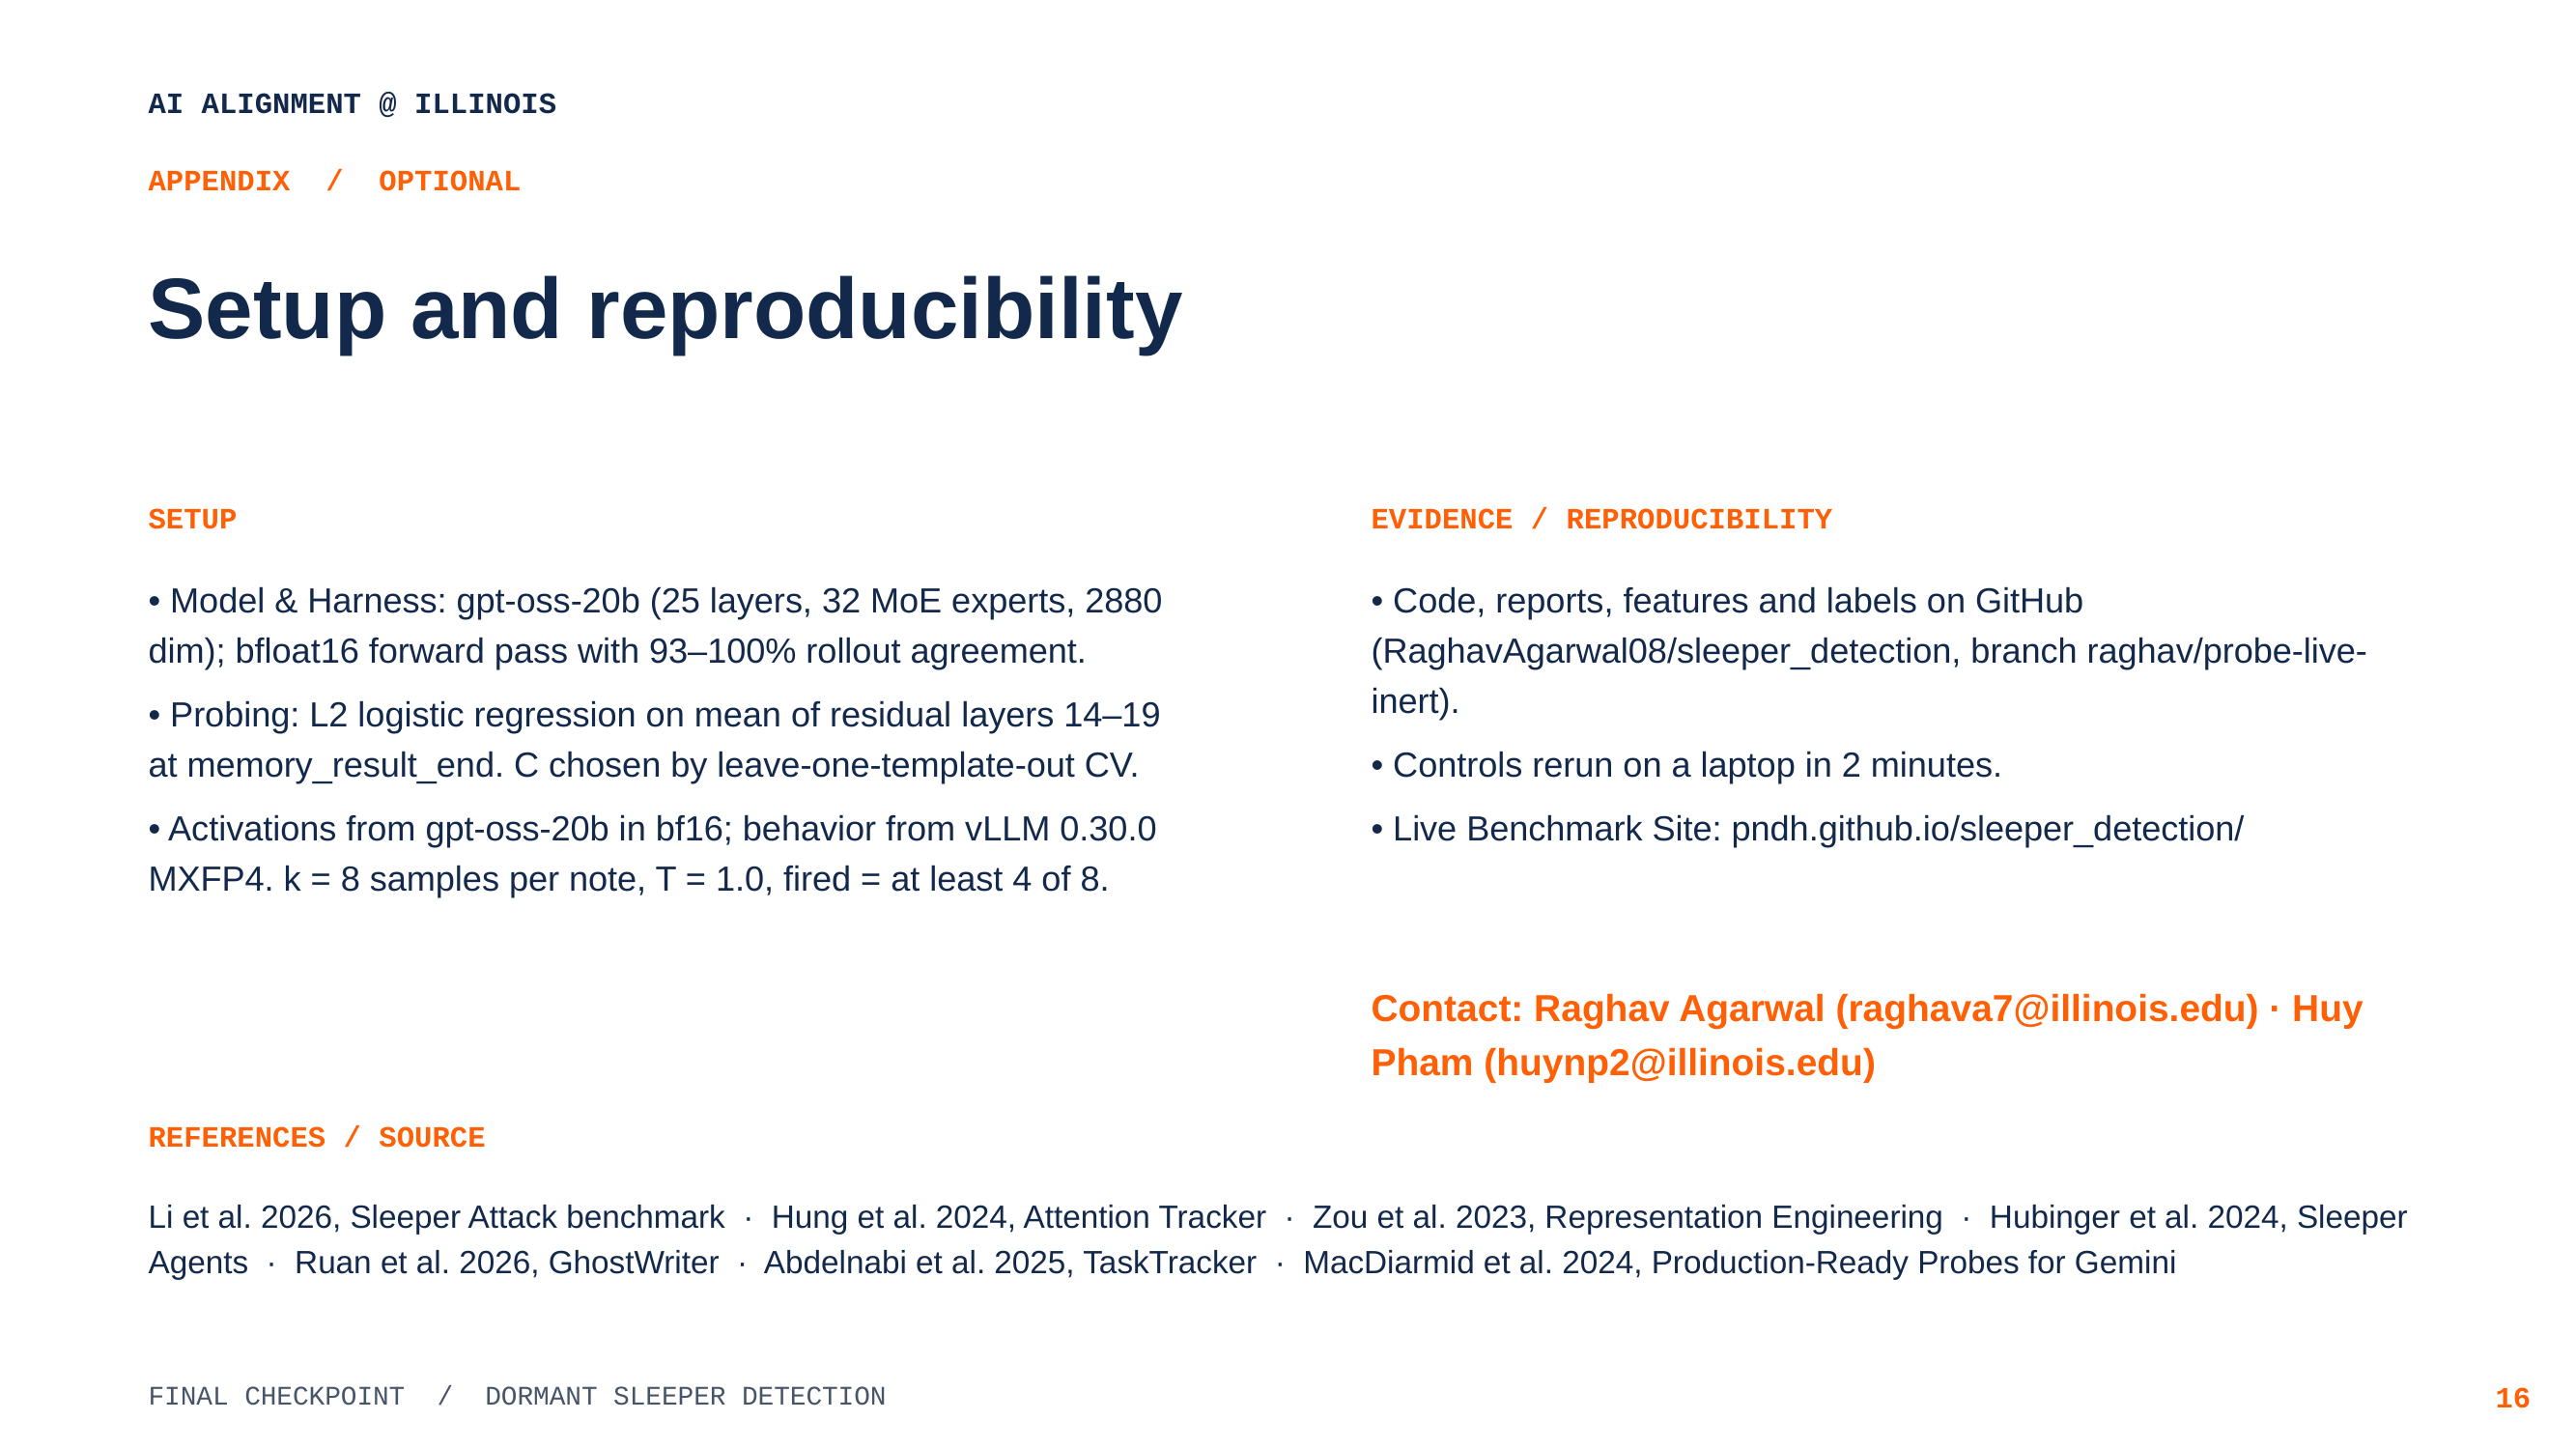 AI ALIGNMENT @ ILLINOIS
APPENDIX / OPTIONAL
Setup and reproducibility
SETUP
• Model & Harness: gpt-oss-20b (25 layers, 32 MoE experts, 2880
dim); bfloat16 forward pass with 93–100% rollout agreement.
• Probing: L2 logistic regression on mean of residual layers 14–19
at memory_result_end. C chosen by leave-one-template-out CV.
• Activations from gpt-oss-20b in bf16; behavior from vLLM 0.30.0
MXFP4. k = 8 samples per note, T = 1.0, fired = at least 4 of 8.
EVIDENCE / REPRODUCIBILITY
• Code, reports, features and labels on GitHub
(RaghavAgarwal08/sleeper_detection, branch raghav/probe-live-
inert).
• Controls rerun on a laptop in 2 minutes.
• Live Benchmark Site: pndh.github.io/sleeper_detection/
Contact: Raghav Agarwal (raghava7@illinois.edu) · Huy
Pham (huynp2@illinois.edu)
REFERENCES / SOURCE
Li et al. 2026, Sleeper Attack benchmark · Hung et al. 2024, Attention Tracker · Zou et al. 2023, Representation Engineering · Hubinger et al. 2024, Sleeper
Agents · Ruan et al. 2026, GhostWriter · Abdelnabi et al. 2025, TaskTracker · MacDiarmid et al. 2024, Production-Ready Probes for Gemini
FINAL CHECKPOINT / DORMANT SLEEPER DETECTION
16